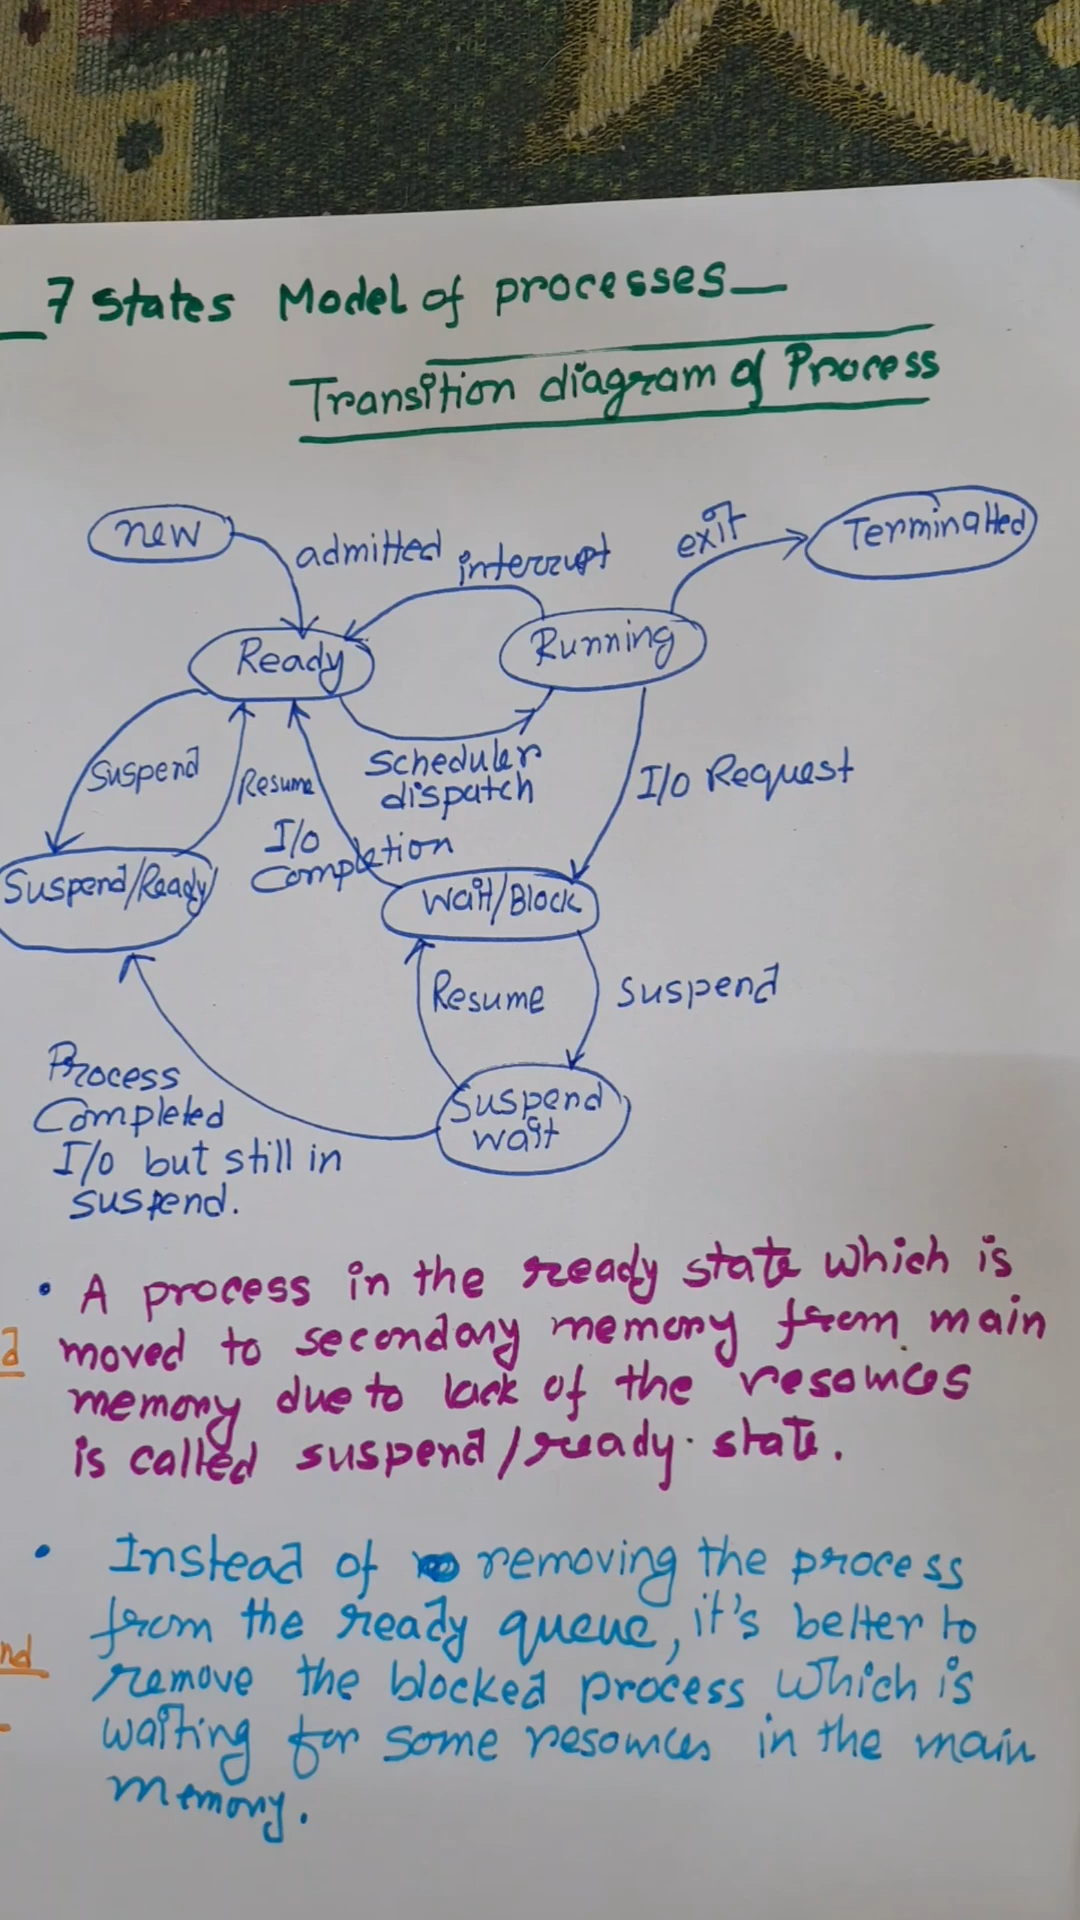 7 States Model of processes
Transition diagram of Process
new
admitted
interrupt
exit
Terminatted
Ready
Running
Suspend
Resume
Scheduler
dispatch
I/O Request
I/O
Completion
Suspend/Ready
Wait/Block
Resume
Suspend
Process
Completed
I/O but still in
suspend.
Suspend
wait
• A process in the ready state which is
moved to secondary memory from main
memory due to lack of the resources
is called suspend/ready state.
• Instead of removing the process
from the ready queue, it's better to
remove the blocked process which is
waiting for some resources in the main
memory.